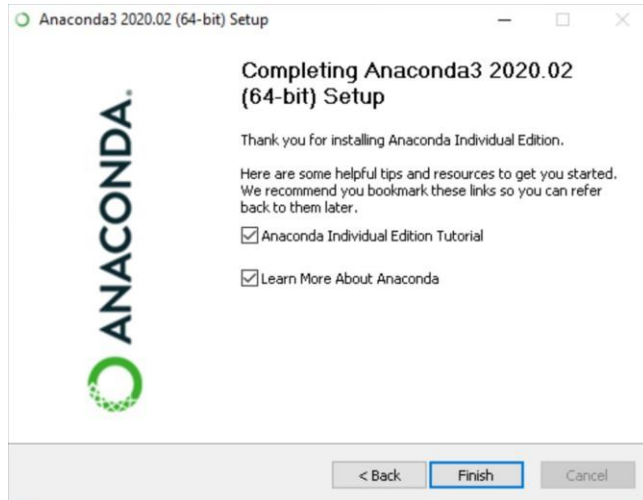 Anaconda3 2020.02 (64-bit) Setup
Completing Anaconda3 2020.02
(64-bit) Setup
Thank you for installing Anaconda Individual Edition.
Here are some helpful tips and resources to get you started.
We recommend you bookmark these links so you can refer
back to them later.
Anaconda Individual Edition Tutorial
Learn More About Anaconda
ANACONDA.
< Back
Finish
Cancel